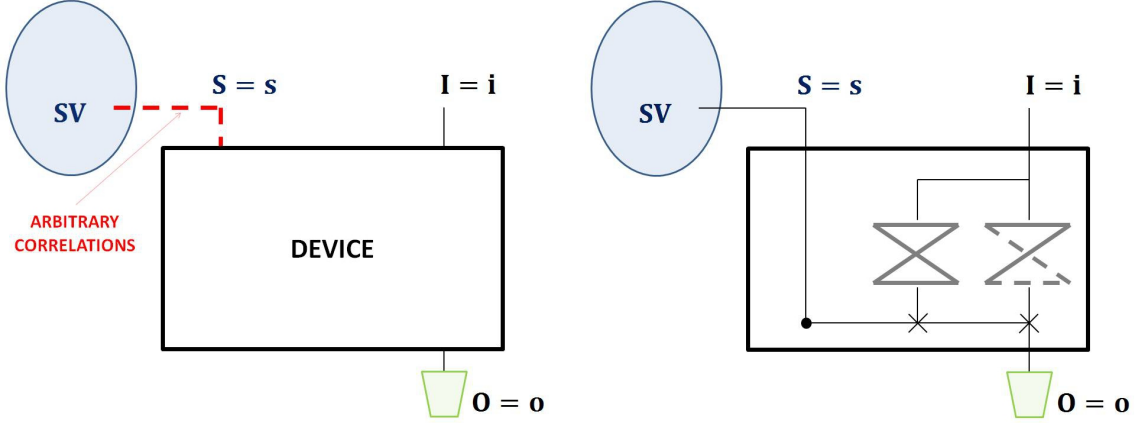 SV
S = s
I = i
ARBITRARY
CORRELATIONS
DEVICE
O = o
SV
S = s
I = i
O = o